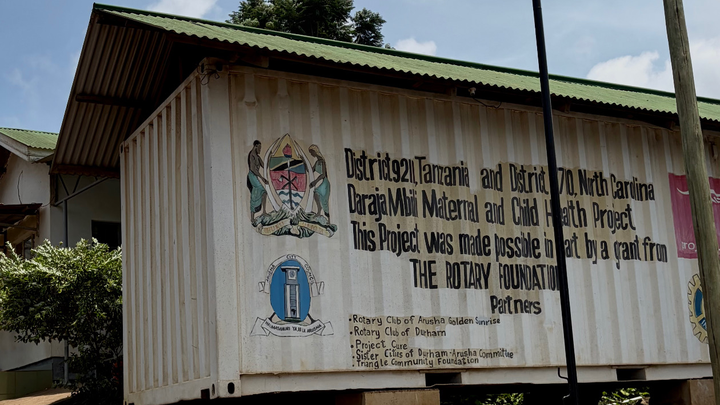 District 9211, Tanzania and District North Carolina
Daraja Mbili Maternal and Child Health Project
This Project was made possible in part by a grant from
THE ROTARY FOUNDATION
Partners
• Rotary Club of Arusha Golden Sunrise
• Rotary Club of Durham
• Project Cure
• Sister Cities of Durham-Arusha Committee
• Triangle Community Foundation